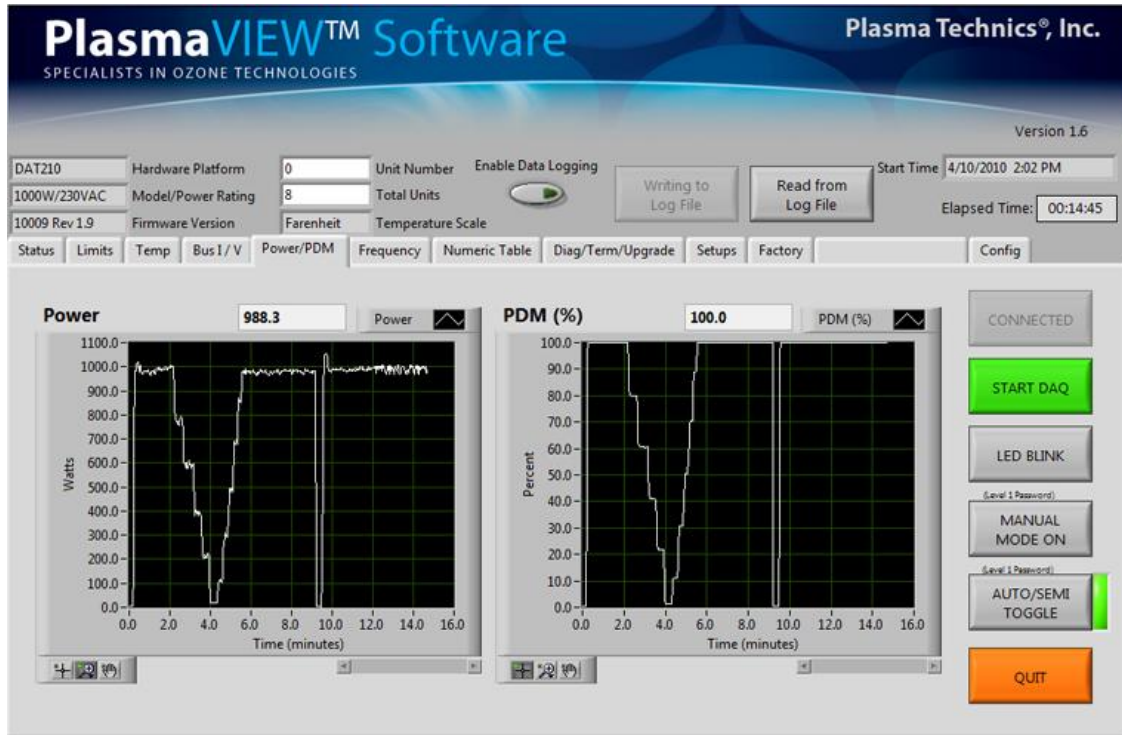 PlasmaVIEW™ Software
Plasma Technics®, Inc.
SPECIALISTS IN OZONE TECHNOLOGIES
Version 1.6
DAT210 Hardware Platform 0 Unit Number Enable Data Logging
1000W/230VAC Model/Power Rating 8 Total Units
10009 Rev 1.9 Firmware Version Farenheit Temperature Scale
Writing to
Log File
Read from
Log File
Start Time 4/10/2010 2:02 PM
Elapsed Time: 00:14:45
Status Limits Temp Bus I / V Power/PDM Frequency Numeric Table Diag/Term/Upgrade Setups Factory Config
Power 988.3 Power
1100.0
1000.0
900.0
800.0
700.0
600.0
500.0
400.0
300.0
200.0
100.0
0.0
Watts
0.0 2.0 4.0 6.0 8.0 10.0 12.0 14.0 16.0
Time (minutes)
PDM (%) 100.0 PDM (%)
100.0
90.0
80.0
70.0
60.0
50.0
40.0
30.0
20.0
10.0
0.0
Percent
0.0 2.0 4.0 6.0 8.0 10.0 12.0 14.0 16.0
Time (minutes)
CONNECTED
START DAQ
LED BLINK
(Level 1 Password)
MANUAL
MODE ON
(Level 1 Password)
AUTO/SEMI
TOGGLE
QUIT